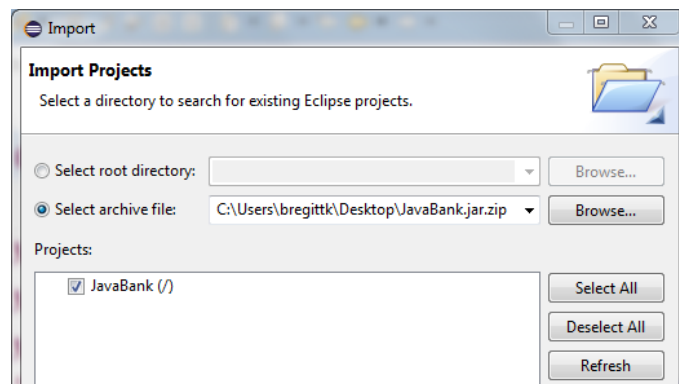 Import
Import Projects
Select a directory to search for existing Eclipse projects.
Select root directory:
Browse...
Select archive file:
C:\Users\bregittk\Desktop\JavaBank.jar.zip
Browse...
Projects:
JavaBank (/)
Select All
Deselect All
Refresh